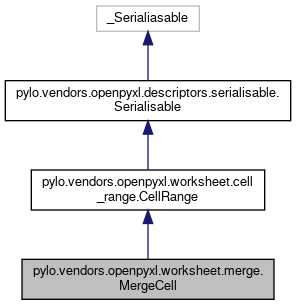 _Serialiasable
pylo.vendors.openpyxl.descriptors.serialisable.
Serialisable
pylo.vendors.openpyxl.worksheet.cell
_range.CellRange
pylo.vendors.openpyxl.worksheet.merge.
MergeCell